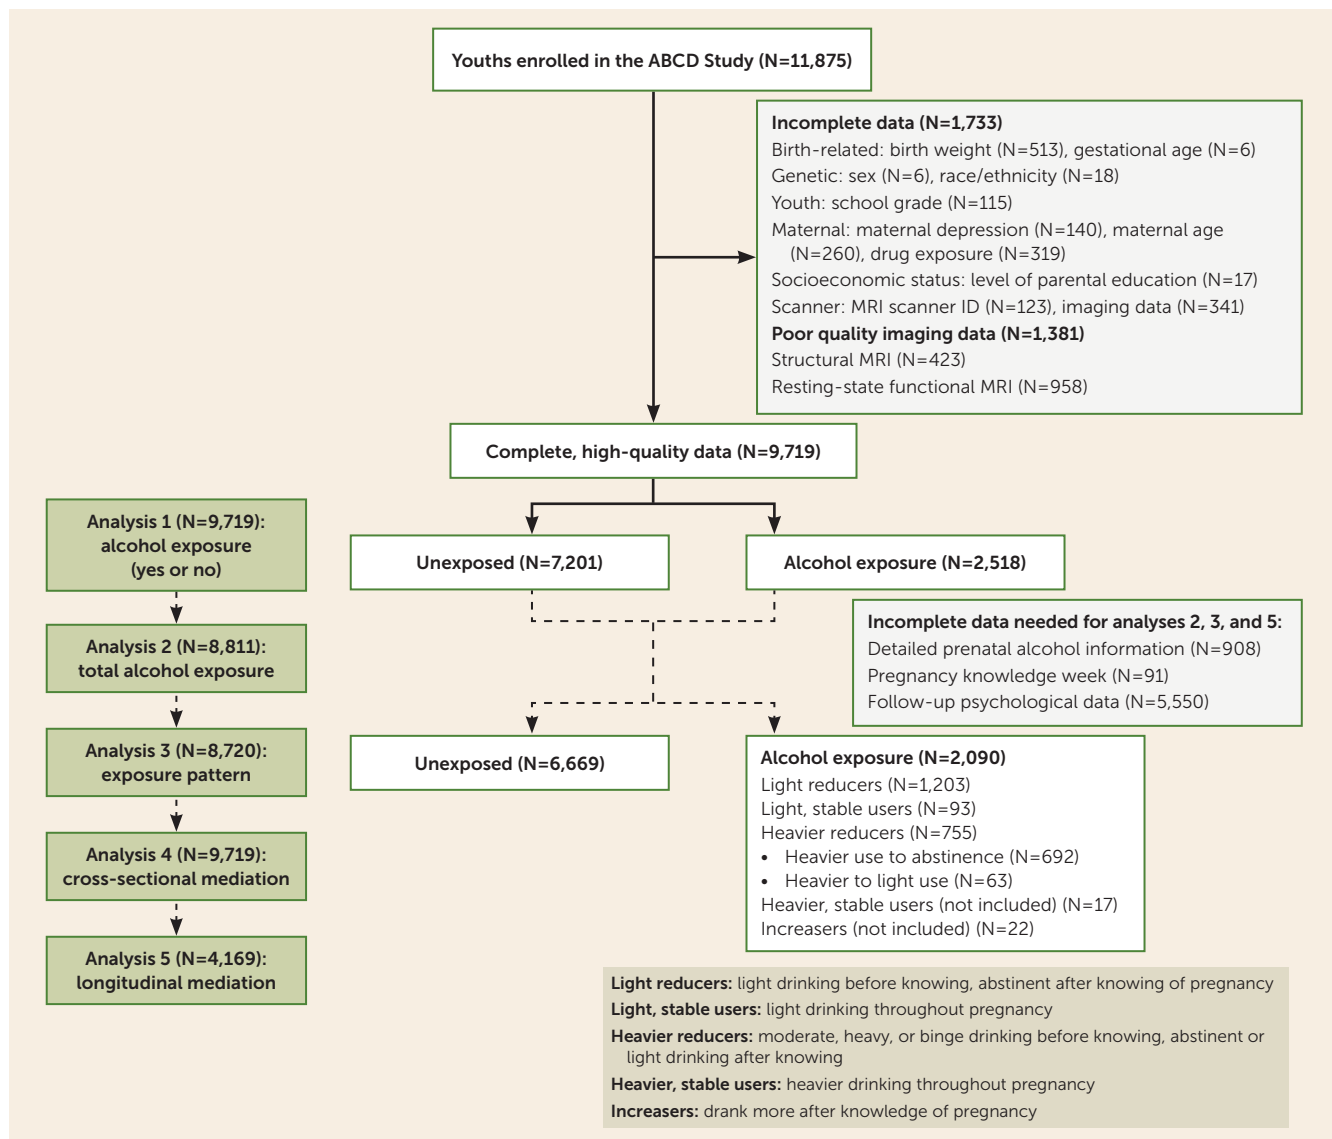 Youths enrolled in the ABCD Study (N=11,875)
Incomplete data (N=1,733)
Birth-related: birth weight (N=513), gestational age (N=6)
Genetic: sex (N=6), race/ethnicity (N=18)
Youth: school grade (N=115)
Maternal: maternal depression (N=140), maternal age
(N=260), drug exposure (N=319)
Socioeconomic status: level of parental education (N=17)
Scanner: MRI scanner ID (N=123), imaging data (N=341)
Poor quality imaging data (N=1,381)
Structural MRI (N=423)
Resting-state functional MRI (N=958)
Complete, high-quality data (N=9,719)
Analysis 1 (N=9,719):
alcohol exposure
(yes or no)
Analysis 2 (N=8,811):
total alcohol exposure
Analysis 3 (N=8,720):
exposure pattern
Analysis 4 (N=9,719):
cross-sectional mediation
Analysis 5 (N=4,169):
longitudinal mediation
Unexposed (N=7,201)
Alcohol exposure (N=2,518)
Incomplete data needed for analyses 2, 3, and 5:
Detailed prenatal alcohol information (N=908)
Pregnancy knowledge week (N=91)
Follow-up psychological data (N=5,550)
Unexposed (N=6,669)
Alcohol exposure (N=2,090)
Light reducers (N=1,203)
Light, stable users (N=93)
Heavier reducers (N=755)
• Heavier use to abstinence (N=692)
• Heavier to light use (N=63)
Heavier, stable users (not included) (N=17)
Increasers (not included) (N=22)
Light reducers: light drinking before knowing, abstinent after knowing of pregnancy
Light, stable users: light drinking throughout pregnancy
Heavier reducers: moderate, heavy, or binge drinking before knowing, abstinent or
light drinking after knowing
Heavier, stable users: heavier drinking throughout pregnancy
Increasers: drank more after knowledge of pregnancy